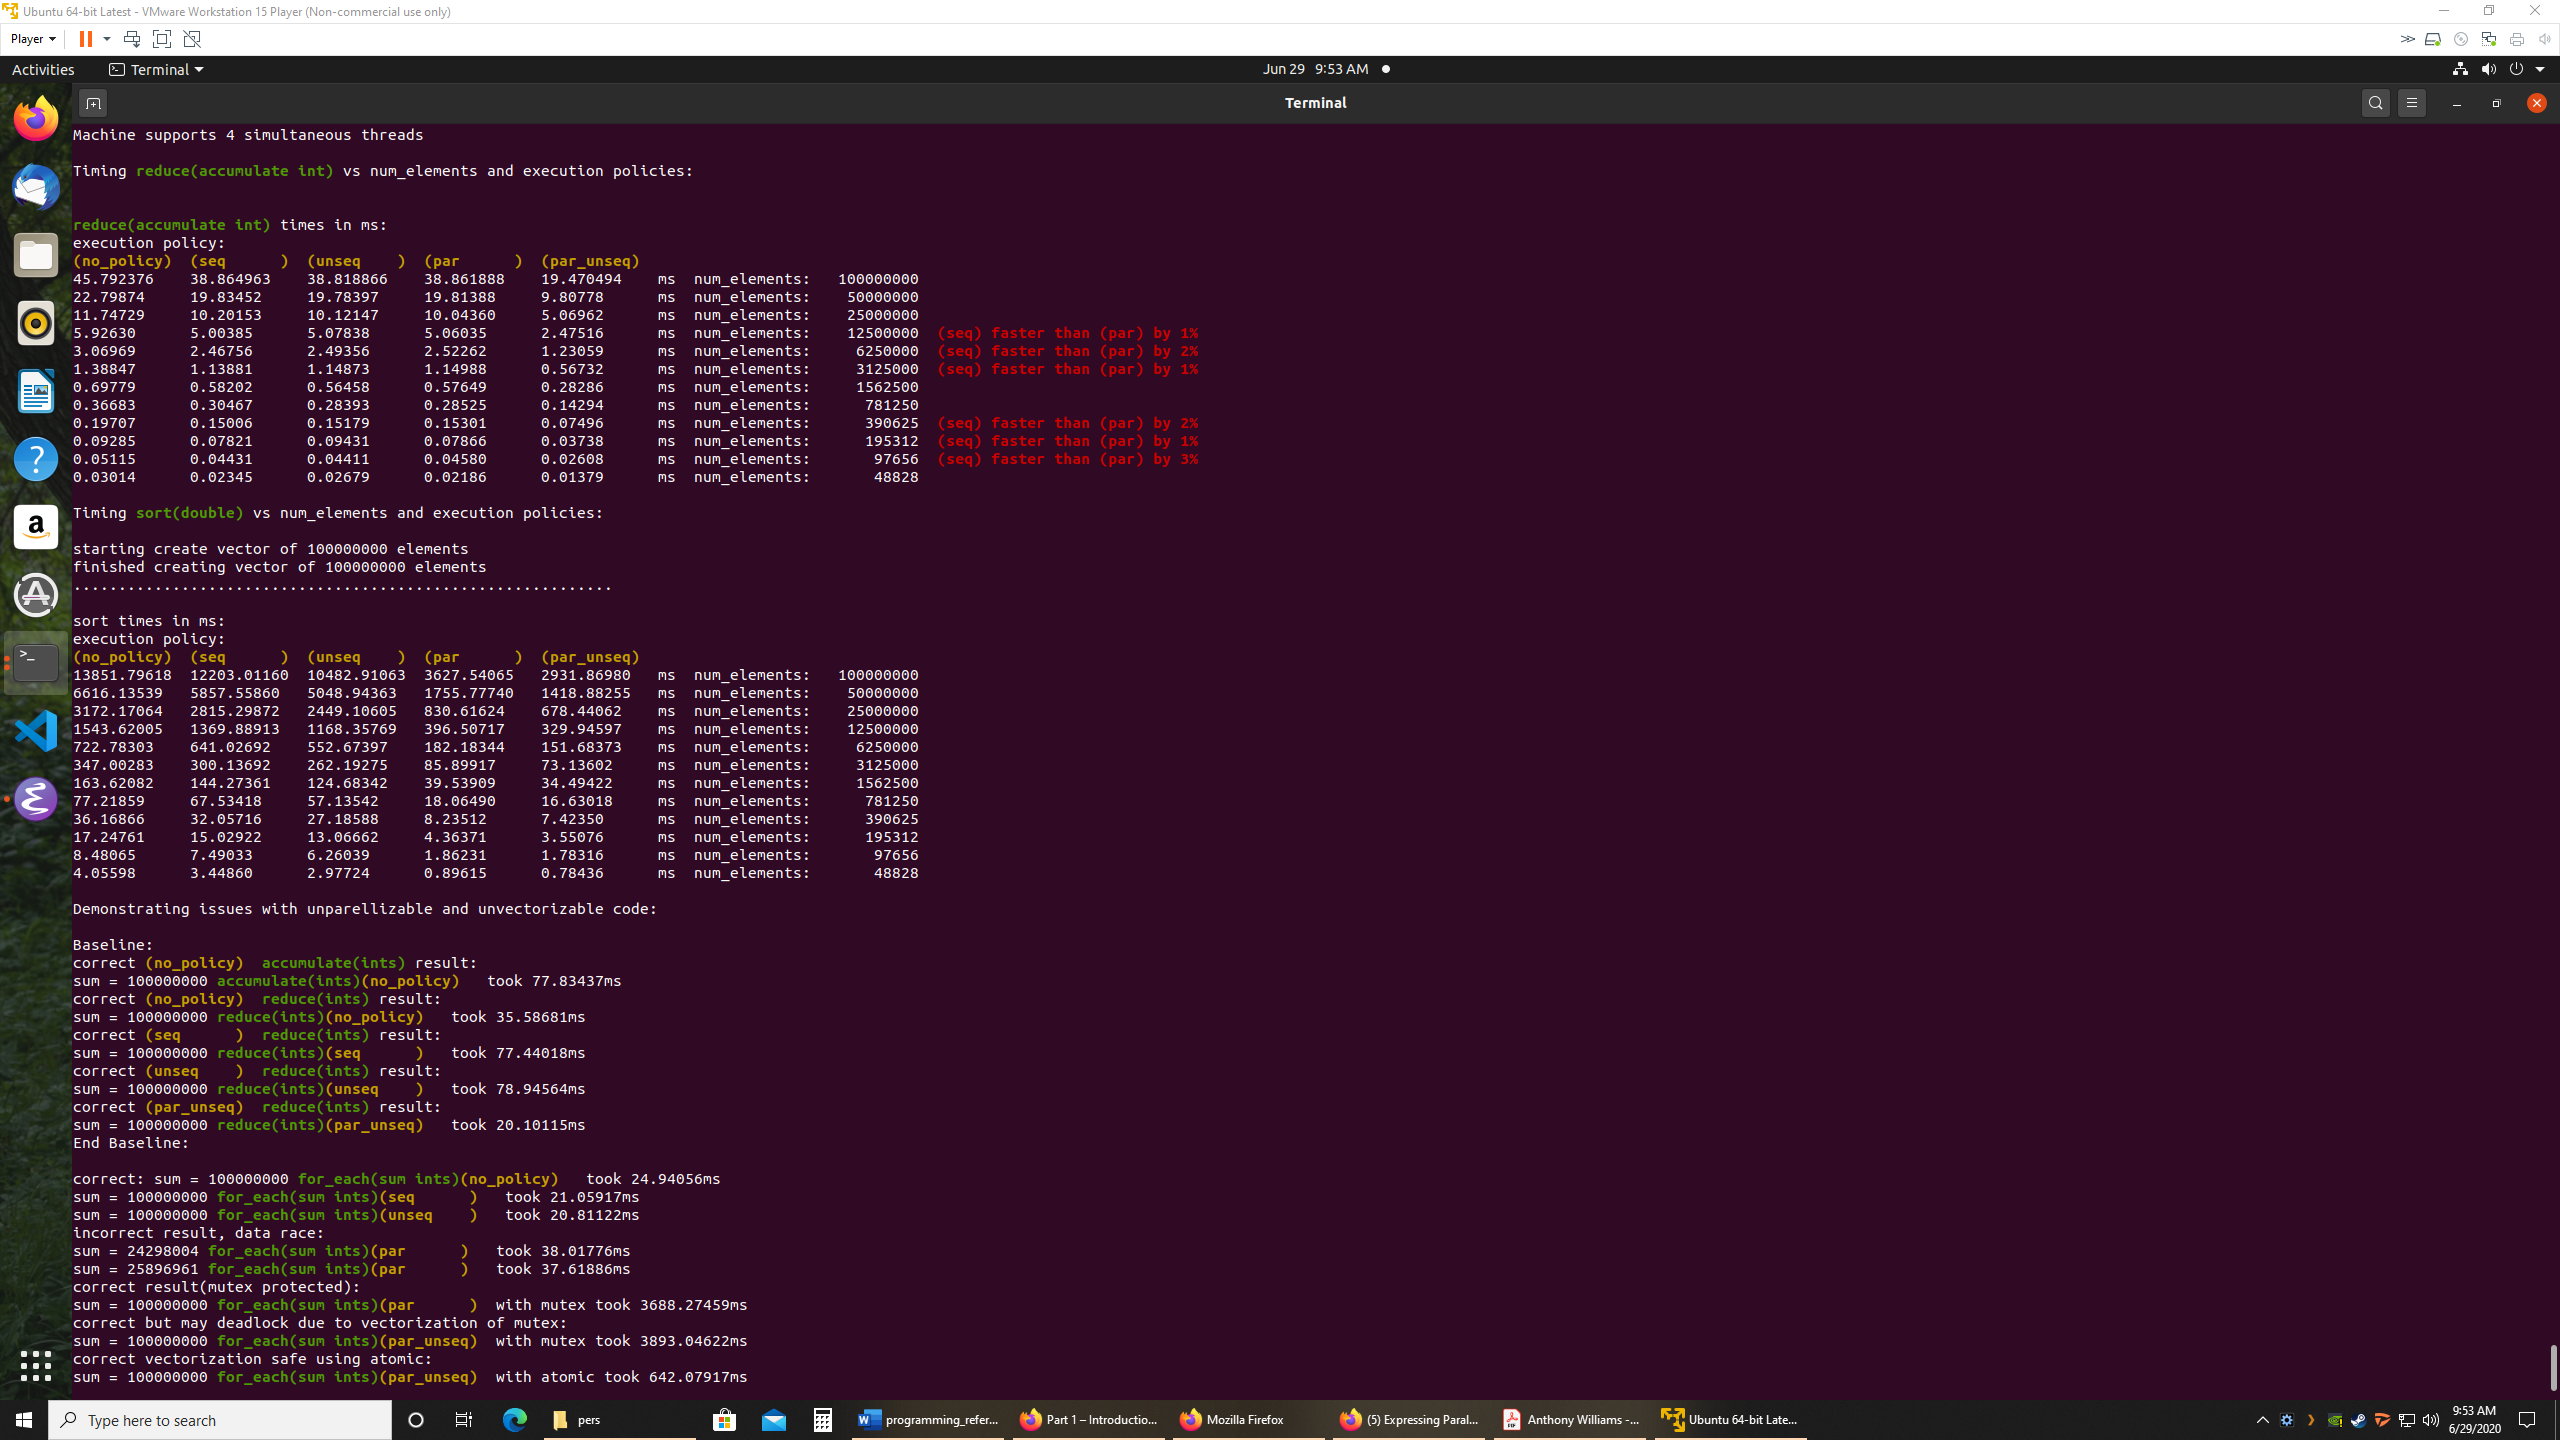 Ubuntu 64-bit Latest - VMware Workstation 15 Player (Non-commercial use only)
Player
Activities Terminal Jun 29 9:53 AM
Terminal
Machine supports 4 simultaneous threads
Timing reduce(accumulate int) vs num_elements and execution policies:
reduce(accumulate int) times in ms:
execution policy:
(no_policy) (seq ) (unseq ) (par ) (par_unseq)
45.792376 38.864963 38.818866 38.861888 19.470494 ms num_elements: 100000000
22.79874 19.83452 19.78397 19.81388 9.80778 ms num_elements: 50000000
11.74729 10.20153 10.12147 10.04360 5.06962 ms num_elements: 25000000
5.92630 5.00385 5.07838 5.06035 2.47516 ms num_elements: 12500000 (seq) faster than (par) by 1%
3.06969 2.46756 2.49356 2.52262 1.23059 ms num_elements: 6250000 (seq) faster than (par) by 2%
1.38847 1.13881 1.14873 1.14988 0.56732 ms num_elements: 3125000 (seq) faster than (par) by 1%
0.69779 0.58202 0.56458 0.57649 0.28286 ms num_elements: 1562500
0.36683 0.30467 0.28393 0.28525 0.14294 ms num_elements: 781250
0.19707 0.15006 0.15179 0.15301 0.07496 ms num_elements: 390625 (seq) faster than (par) by 2%
0.09285 0.07821 0.09431 0.07866 0.03738 ms num_elements: 195312 (seq) faster than (par) by 1%
0.05115 0.04431 0.04411 0.04580 0.02608 ms num_elements: 97656 (seq) faster than (par) by 3%
0.03014 0.02345 0.02679 0.02186 0.01379 ms num_elements: 48828
Timing sort(double) vs num_elements and execution policies:
starting create vector of 100000000 elements
finished creating vector of 100000000 elements
............................................................
sort times in ms:
execution policy:
(no_policy) (seq ) (unseq ) (par ) (par_unseq)
13851.79618 12203.01160 10482.91063 3627.54065 2931.86980 ms num_elements: 100000000
6616.13539 5857.55860 5048.94363 1755.77740 1418.88255 ms num_elements: 50000000
3172.17064 2815.29872 2449.10605 830.61624 678.44062 ms num_elements: 25000000
1543.62005 1369.88913 1168.35769 396.50717 329.94597 ms num_elements: 12500000
722.78303 641.02692 552.67397 182.18344 151.68373 ms num_elements: 6250000
347.00283 300.13692 262.19275 85.89917 73.13602 ms num_elements: 3125000
163.62082 144.27361 124.68342 39.53909 34.49422 ms num_elements: 1562500
77.21859 67.53418 57.13542 18.06490 16.63018 ms num_elements: 781250
36.16866 32.05716 27.18588 8.23512 7.42350 ms num_elements: 390625
17.24761 15.02922 13.06662 4.36371 3.55076 ms num_elements: 195312
8.48065 7.49033 6.26039 1.86231 1.78316 ms num_elements: 97656
4.05598 3.44860 2.97724 0.89615 0.78436 ms num_elements: 48828
Demonstrating issues with unparellizable and unvectorizable code:
Baseline:
correct (no_policy) accumulate(ints) result:
sum = 100000000 accumulate(ints)(no_policy) took 77.83437ms
correct (no_policy) reduce(ints) result:
sum = 100000000 reduce(ints)(no_policy) took 35.58681ms
correct (seq ) reduce(ints) result:
sum = 100000000 reduce(ints)(seq ) took 77.44018ms
correct (unseq ) reduce(ints) result:
sum = 100000000 reduce(ints)(unseq ) took 78.94564ms
correct (par_unseq) reduce(ints) result:
sum = 100000000 reduce(ints)(par_unseq) took 20.10115ms
End Baseline:
correct: sum = 100000000 for_each(sum ints)(no_policy) took 24.94056ms
sum = 100000000 for_each(sum ints)(seq ) took 21.05917ms
sum = 100000000 for_each(sum ints)(unseq ) took 20.81122ms
incorrect result, data race:
sum = 24298004 for_each(sum ints)(par ) took 38.01776ms
sum = 25896961 for_each(sum ints)(par ) took 37.61886ms
correct result(mutex protected):
sum = 100000000 for_each(sum ints)(par ) with mutex took 3688.27459ms
correct but may deadlock due to vectorization of mutex:
sum = 100000000 for_each(sum ints)(par_unseq) with mutex took 3893.04622ms
correct vectorization safe using atomic:
sum = 100000000 for_each(sum ints)(par_unseq) with atomic took 642.07917ms
Type here to search pers programming_refer... Part 1 – Introductio... Mozilla Firefox (5) Expressing Paral... Anthony Williams -... Ubuntu 64-bit Late... 9:53 AM
6/29/2020